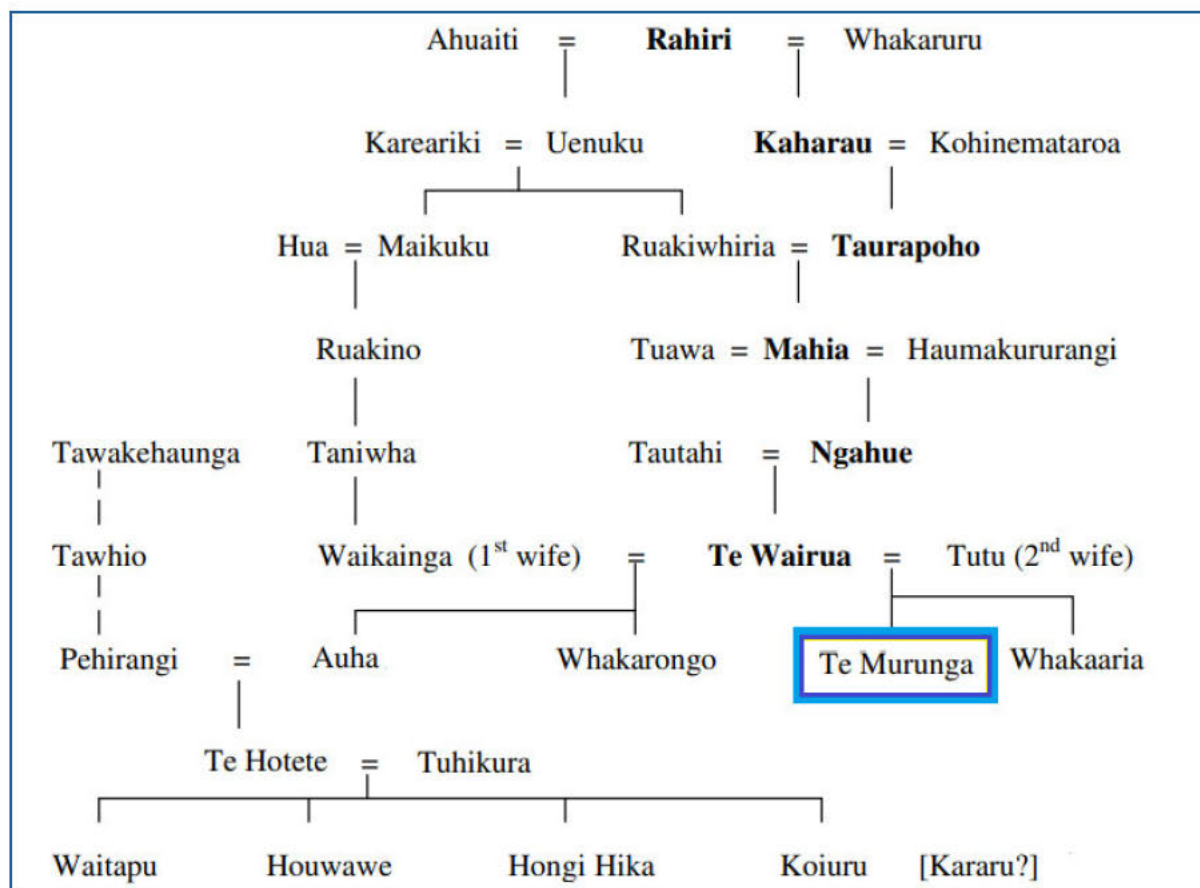 Ahuaiti = Rahiri = Whakaruru
Kareariki = Uenuku Kaharau = Kohinemataroa
Hua = Maikuku Ruakiwhiria = Taurapoho
Ruakino Tuawa = Mahia = Haumakururangi
Tawakehaunga Taniwha Tautahi = Ngahue
Tawhio Waikainga (1st wife) = Te Wairua = Tutu (2nd wife)
Pehirangi = Auha Whakarongo Te Murunga Whakaaria
Te Hotete = Tuhikura
Waitapu Houwawe Hongi Hika Koiuru [Kararu?]